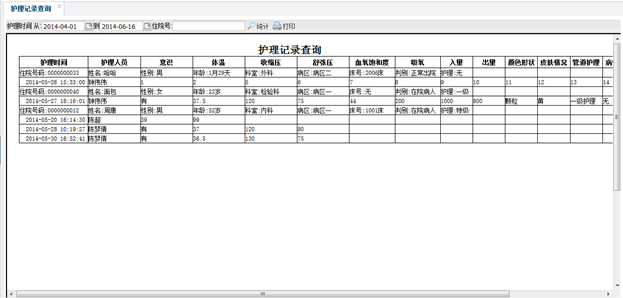 护理记录查询
护理时间 从: 2014-04-01 到 2014-06-16 住院号: 统计 打印
护理记录查询
护理时间 护理人员 意识 体温 收缩压 舒张压 血氧饱和度 吸氧 入量 出量 颜色形状 皮肤情况 管道护理 病
住院号码:0000000033 姓名:哈哈 性别:男 年龄:1月29天 科室:外科 病区:病区二 床号:2006床 判别:正常出院 护理:无
2014-05-26 15:33:00 钟伟伟 1 2 5 6 7 8 9 10 11 12 13 14
住院号码:0000000040 姓名:面包 性别:女 年龄:22岁 科室:检验科 病区:病区一 床号:无 判别:在院病人 护理:一级
2014-05-27 18:16:01 钟伟伟 有 37.5 120 75 44 200 1000 800 颗粒 黄 一级护理 无
住院号码:0000000012 姓名:周康 性别:男 年龄:52岁 科室:内科 病区:病区一 床号:1001床 判别:在院病人 护理:特级
2014-05-20 16:14:30 陈超 39 99
2014-05-28 10:19:27 陈梦倩 有 37 120 80
2014-05-30 16:52:41 陈梦倩 有 36.5 130 75